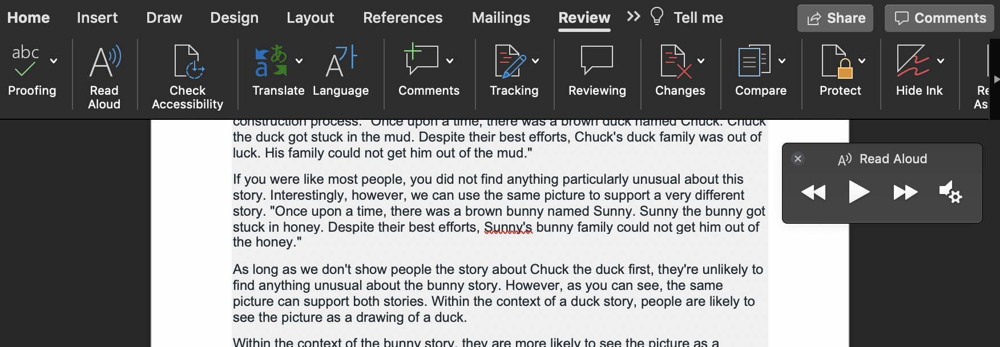 Home Insert Draw Design Layout References Mailings Review Tell me Share Comments
abc
Proofing Read Aloud Check Accessibility Translate Language Comments Tracking Reviewing Changes Compare Protect Hide Ink
construction process. "Once upon a time, there was a brown duck named Chuck. Chuck
the duck got stuck in the mud. Despite their best efforts, Chuck's duck family was out of
luck. His family could not get him out of the mud."
Read Aloud
If you were like most people, you did not find anything particularly unusual about this
story. Interestingly, however, we can use the same picture to support a very different
story. "Once upon a time, there was a brown bunny named Sunny. Sunny the bunny got
stuck in honey. Despite their best efforts, Sunny's bunny family could not get him out of
the honey."
As long as we don't show people the story about Chuck the duck first, they're unlikely to
find anything unusual about the bunny story. However, as you can see, the same
picture can support both stories. Within the context of a duck story, people are likely to
see the picture as a drawing of a duck.
Within the context of the bunny story, they are more likely to see the picture as a